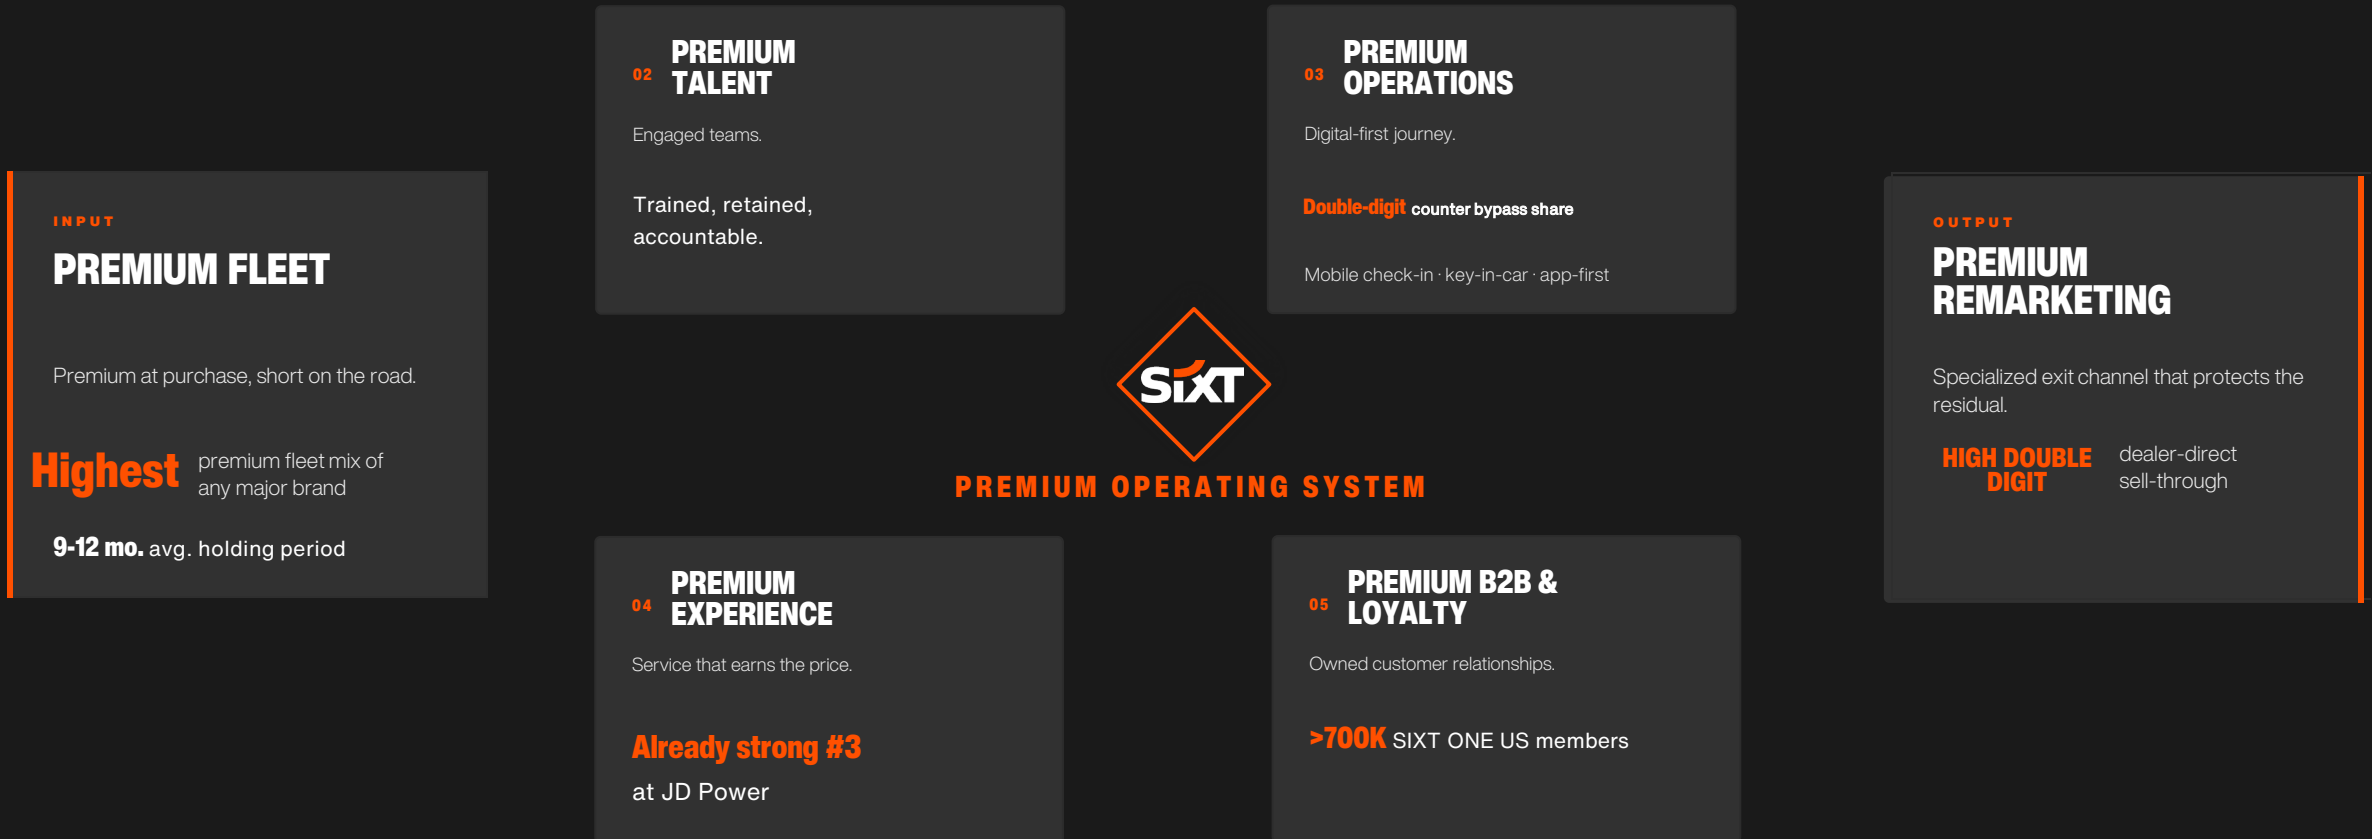 INPUT
PREMIUM FLEET
Premium at purchase, short on the road.
Highest
premium fleet mix of
any major brand
9-12 mo. avg. holding period
02
PREMIUM
TALENT
Engaged teams.
Trained, retained,
accountable.
03
PREMIUM
OPERATIONS
Digital-first journey.
Double-digit counter bypass share
Mobile check-in · key-in-car · app-first
SIXT
PREMIUM OPERATING SYSTEM
04
PREMIUM
EXPERIENCE
Service that earns the price.
Already strong #3
at JD Power
05
PREMIUM B2B &
LOYALTY
Owned customer relationships.
>700K SIXT ONE US members
OUTPUT
PREMIUM
REMARKETING
Specialized exit channel that protects the
residual.
HIGH DOUBLE
DIGIT
dealer-direct
sell-through